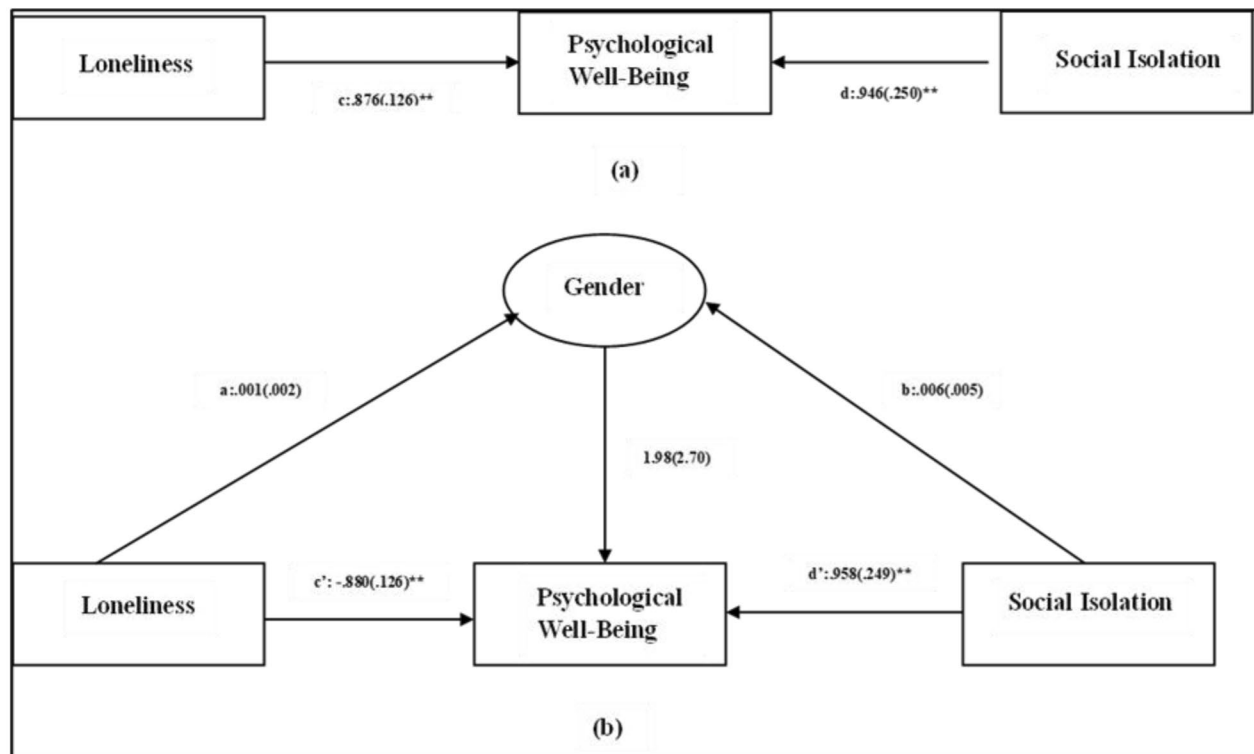 Loneliness
Psychological
Well-Being
Social Isolation
c:.876(.126)**
d:.946(.250)**
(a)
Gender
a:.001(.002)
b:.006(.005)
1.98(2.70)
c’: -.880(.126)**
d’:.958(.249)**
Loneliness
Psychological
Well-Being
Social Isolation
(b)